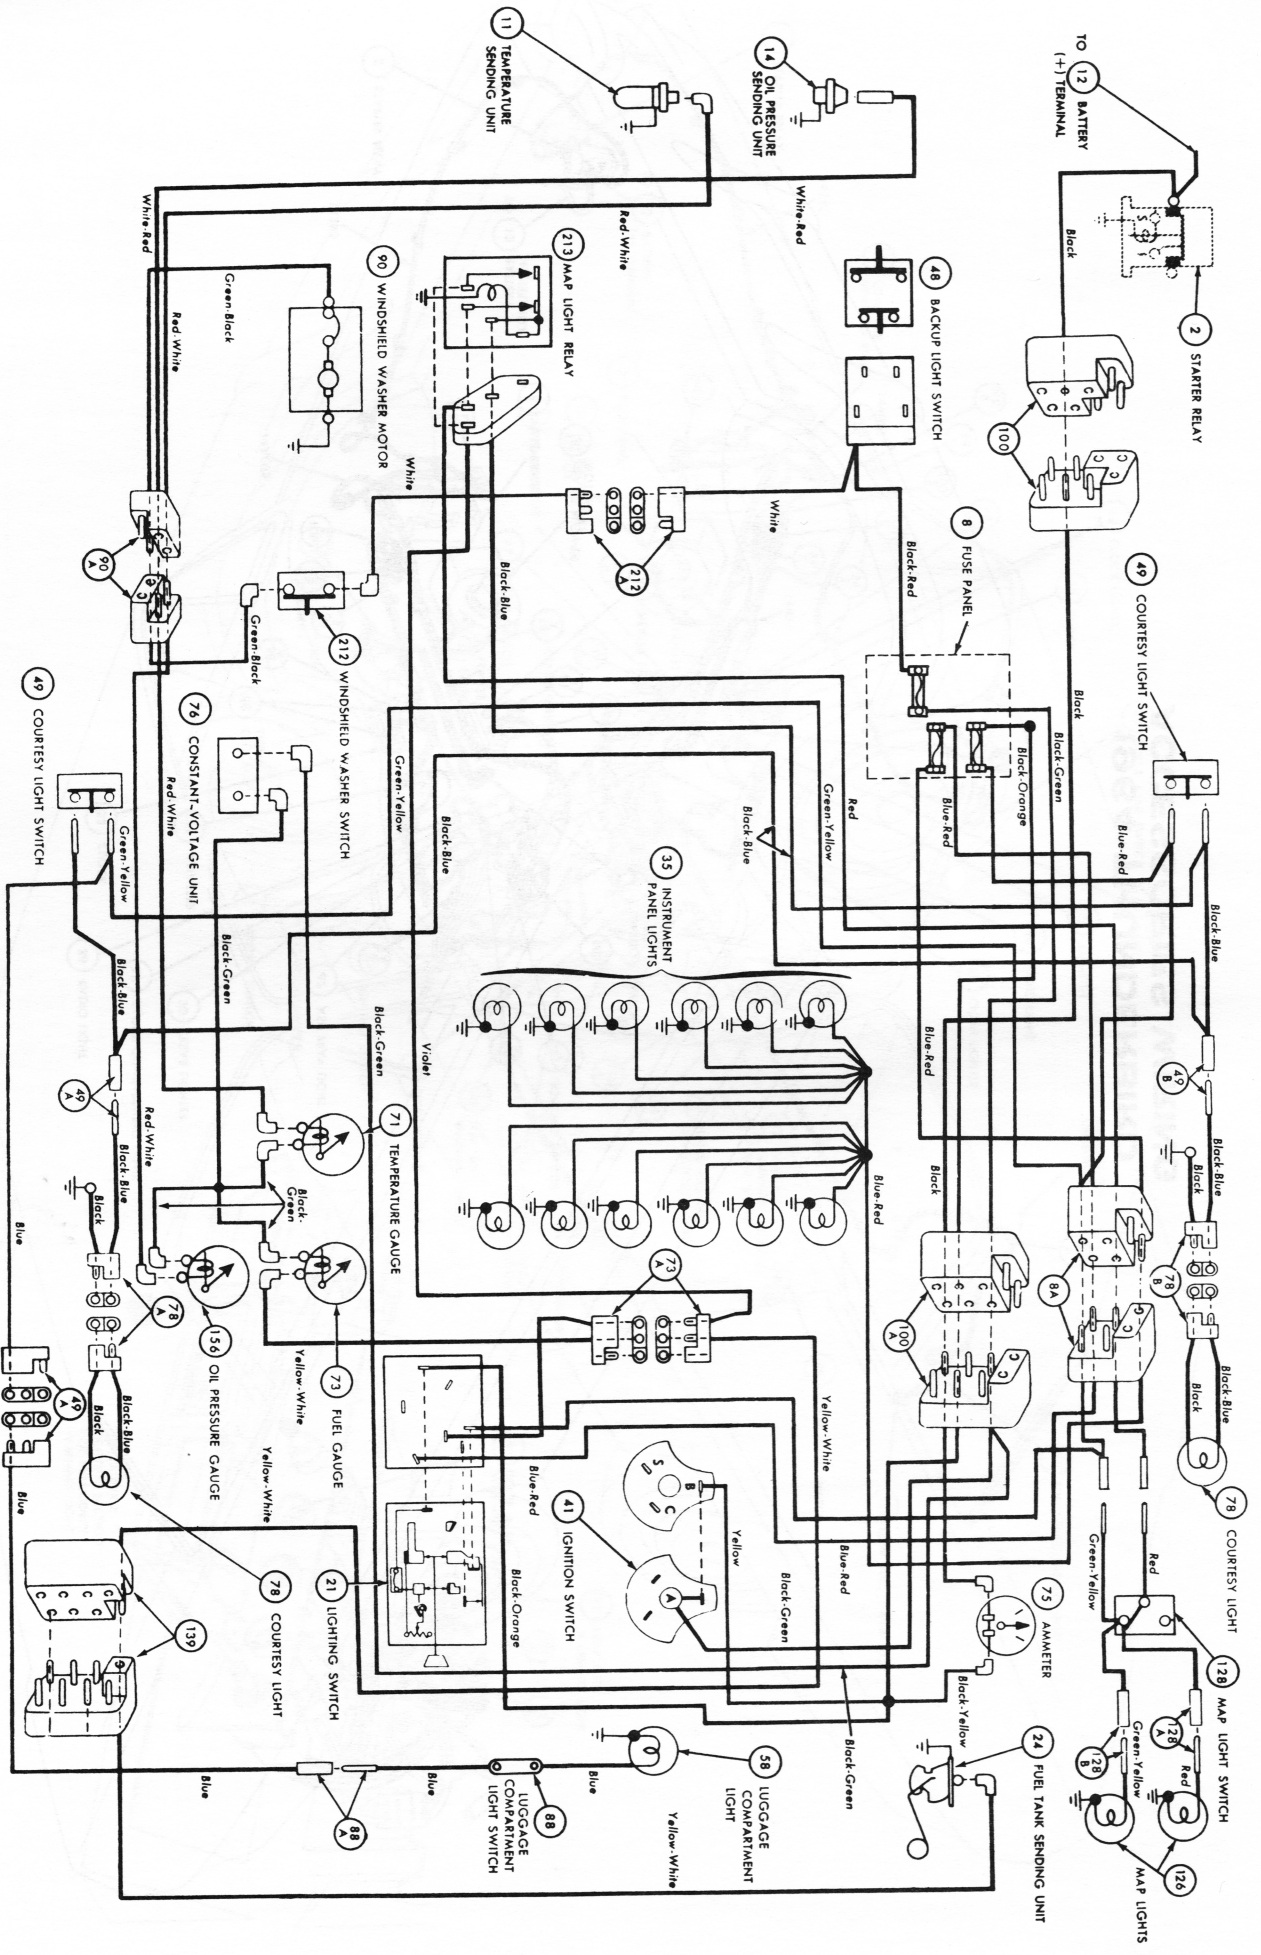 TO
12
BATTERY
(+) TERMINAL
2
STARTER RELAY
Black
100
49
COURTESY LIGHT SWITCH
Black
14
OIL PRESSURE
SENDING UNIT
11
TEMPERATURE
SENDING UNIT
White-Red
Red-White
White-Red
Red-White
Green-Black
90
WINDSHIELD WASHER MOTOR
213
MAP LIGHT RELAY
48
BACKUP LIGHT SWITCH
White
White
212
A
Black-Red
8
FUSE PANEL
90
A
Green-Black
212
WINDSHIELD WASHER SWITCH
Black-Blue
49
COURTESY LIGHT SWITCH
76
CONSTANT-VOLTAGE UNIT
Red-White
Green-Yellow
Green-Yellow
Black-Blue
Black-Blue
Green-Yellow
Red
Blue-Red
Black-Orange
Black-Green
Blue-Red
Black-Blue
35
INSTRUMENT
PANEL LIGHTS
Black-Blue
Black-Green
Black-Green
Violet
Blue-Red
49
B
Black-Blue
Black
49
A
Black-Blue
Black
Red-White
71
TEMPERATURE GAUGE
Black-
Green
Blue-Red
Black
78
B
8A
100
A
Blue
78
A
156
OIL PRESSURE GAUGE
73
FUEL GAUGE
73
A
Yellow-White
Yellow-White
Black-Blue
Black
78
COURTESY LIGHT
49
A
Black
Black-Blue
Blue
Yellow-White
Blue-Red
S
B
C
41
IGNITION SWITCH
A
Yellow
Blue-Red
Black-Green
Green-Yellow
Red
75
AMMETER
128
MAP LIGHT SWITCH
128
A
128
B
Green-Yellow
Red
126
MAP LIGHTS
139
78
COURTESY LIGHT
21
LIGHTING SWITCH
Black-Orange
Black-Yellow
Black-Green
24
FUEL TANK SENDING UNIT
58
LUGGAGE
COMPARTMENT
LIGHT
88
LUGGAGE
COMPARTMENT
LIGHT SWITCH
88
A
Blue
Blue
Blue
Yellow-White